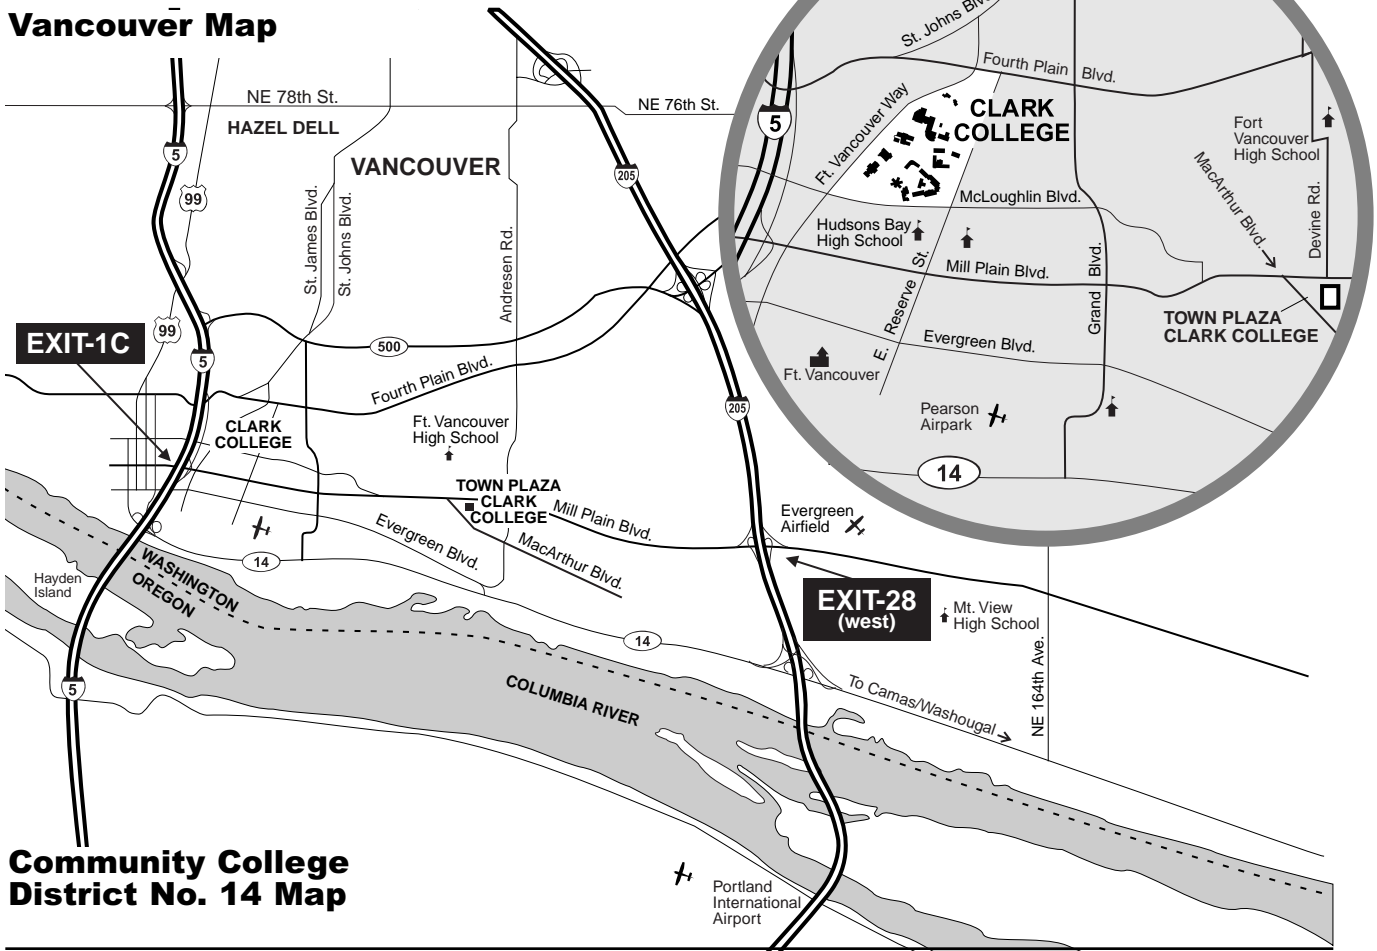 Vancouver Map
NE 78th St.
HAZEL DELL
NE 76th St.
VANCOUVER
5
99
205
St. James Blvd.
St. Johns Blvd.
Andresen Rd.
99
EXIT-1C
5
500
Fourth Plain Blvd.
205
CLARK
COLLEGE
Ft. Vancouver
High School
TOWN PLAZA
CLARK
COLLEGE
Mill Plain Blvd.
Evergreen Blvd.
MacArthur Blvd.
14
Evergreen
Airfield
EXIT-28
(west)
Mt. View
High School
NE 164th Ave.
Hayden
Island
WASHINGTON
OREGON
14
5
COLUMBIA RIVER
To Camas/Washougal
Portland
International
Airport
Community College
District No. 14 Map
St. Johns Blvd.
Fourth Plain Blvd.
5
Ft. Vancouver Way
CLARK
COLLEGE
Fort
Vancouver
High School
MacArthur Blvd.
Devine Rd.
McLoughlin Blvd.
Hudsons Bay
High School
Mill Plain Blvd.
E. Reserve St.
Grand Blvd.
TOWN PLAZA
CLARK COLLEGE
Evergreen Blvd.
Ft. Vancouver
Pearson
Airpark
14